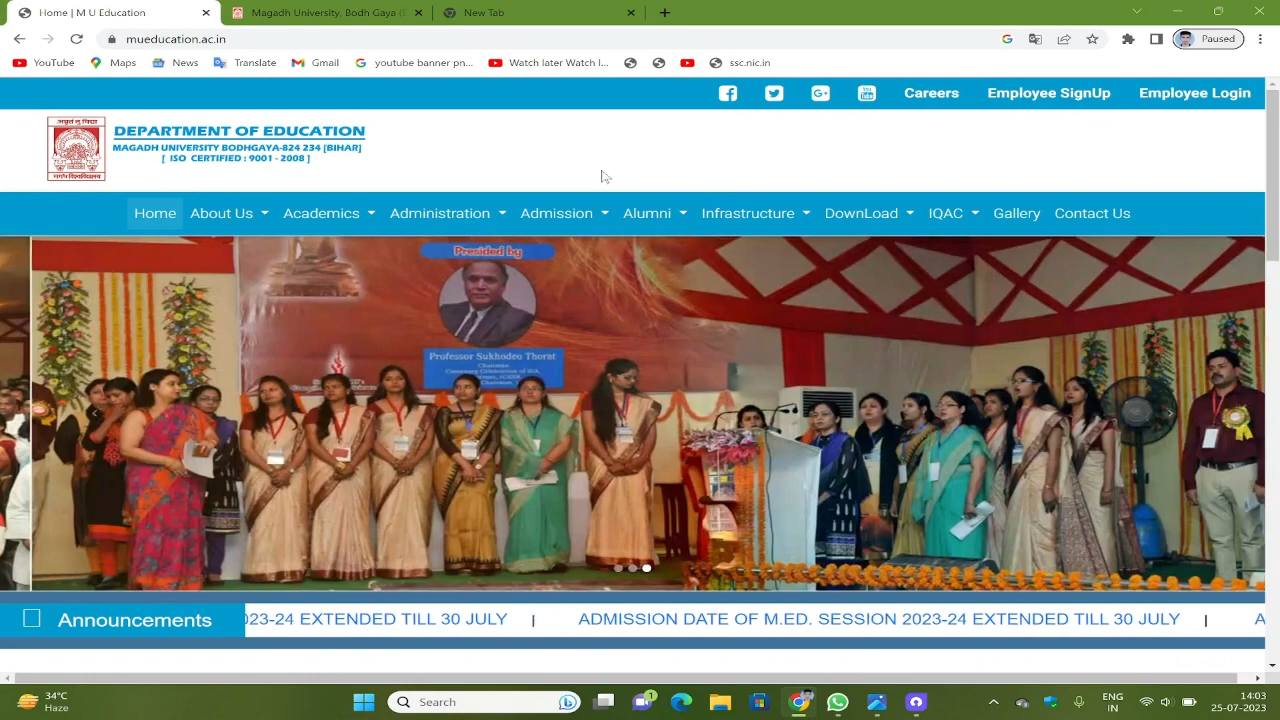 Home | M U Education
Magadh University, Bodh Gaya (
New Tab
mueducation.ac.in
Paused
YouTube
Maps
News
Translate
Gmail
youtube banner pn...
Watch later Watch l...
ssc.nic.in
Careers
Employee SignUp
Employee Login
DEPARTMENT OF EDUCATION
MAGADH UNIVERSITY BODHGAYA-824 234 [BIHAR]
[ ISO CERTIFIED : 9001 - 2008 ]
Home
About Us
Academics
Administration
Admission
Alumni
Infrastructure
DownLoad
IQAC
Gallery
Contact Us
Presided by
Professor Sukhodeo Thorat
Announcements
023-24 EXTENDED TILL 30 JULY | ADMISSION DATE OF M.ED. SESSION 2023-24 EXTENDED TILL 30 JULY | A
34°C
Haze
Search
1
ENG
IN
14:03
25-07-2023